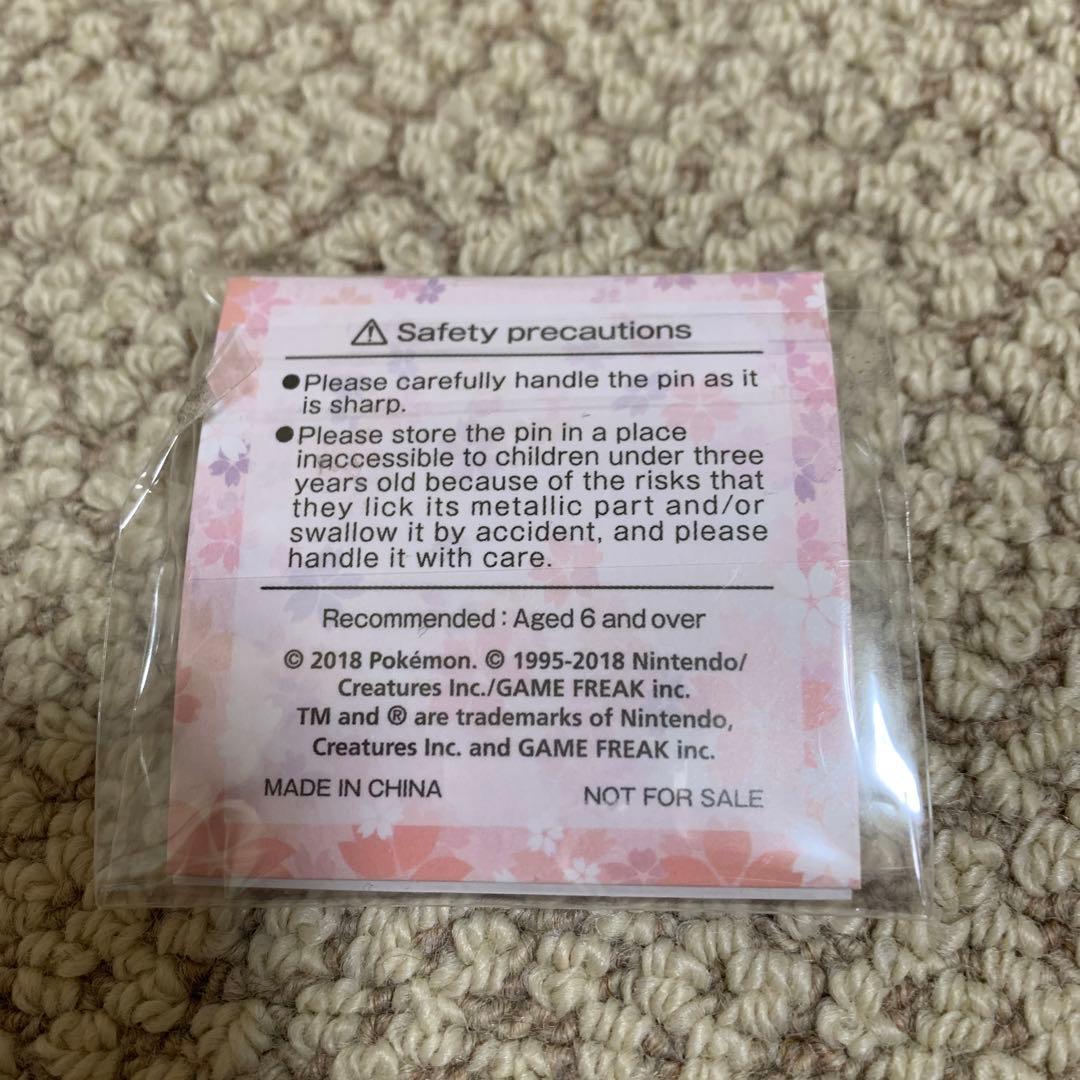 ⚠ Safety precautions
●Please carefully handle the pin as it
is sharp.
●Please store the pin in a place
inaccessible to children under three
years old because of the risks that
they lick its metallic part and/or
swallow it by accident, and please
handle it with care.
Recommended : Aged 6 and over
© 2018 Pokémon. © 1995-2018 Nintendo/
Creatures Inc./GAME FREAK inc.
TM and ® are trademarks of Nintendo,
Creatures Inc. and GAME FREAK inc.
MADE IN CHINA
NOT FOR SALE